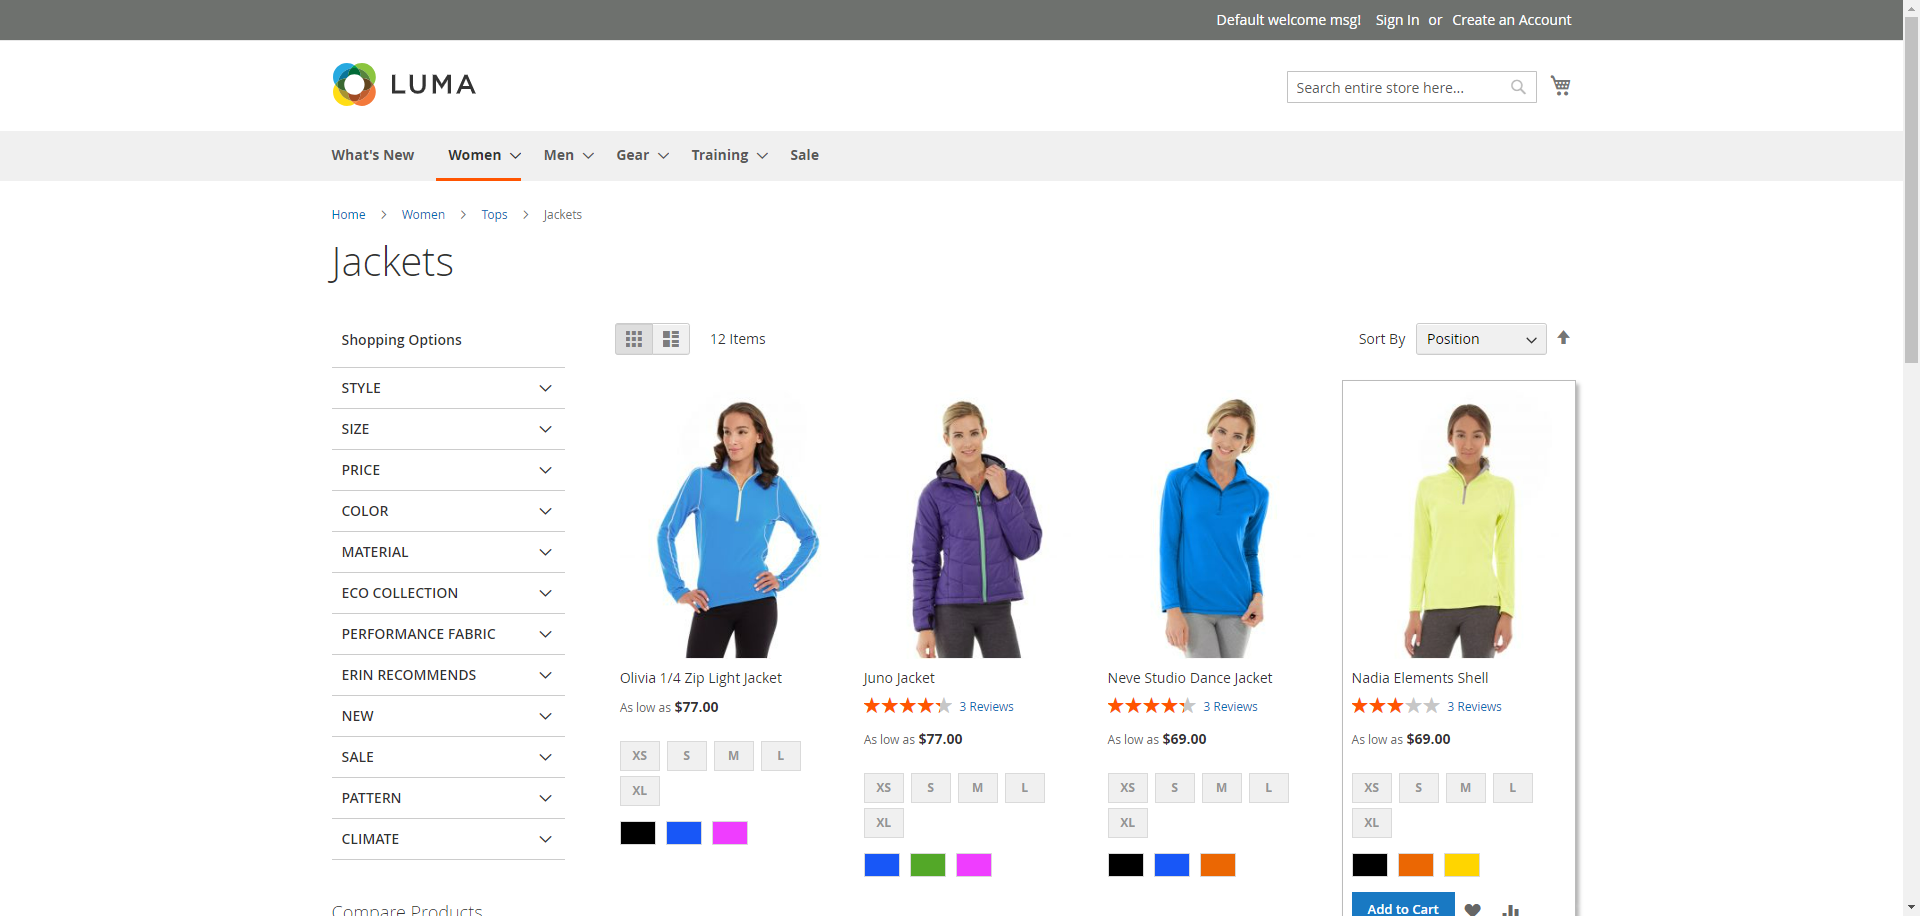 Default welcome msg! Sign In or Create an Account
LUMA
Search entire store here...
What's New Women Men Gear Training Sale
Home Women Tops Jackets
Jackets
Shopping Options
STYLE
SIZE
PRICE
COLOR
MATERIAL
ECO COLLECTION
PERFORMANCE FABRIC
ERIN RECOMMENDS
NEW
SALE
PATTERN
CLIMATE
Compare Products
12 Items
Sort By Position
Olivia 1/4 Zip Light Jacket
As low as $77.00
XS S M L
XL
Juno Jacket
3 Reviews
As low as $77.00
XS S M L
XL
Neve Studio Dance Jacket
3 Reviews
As low as $69.00
XS S M L
XL
Nadia Elements Shell
3 Reviews
As low as $69.00
XS S M L
XL
Add to Cart